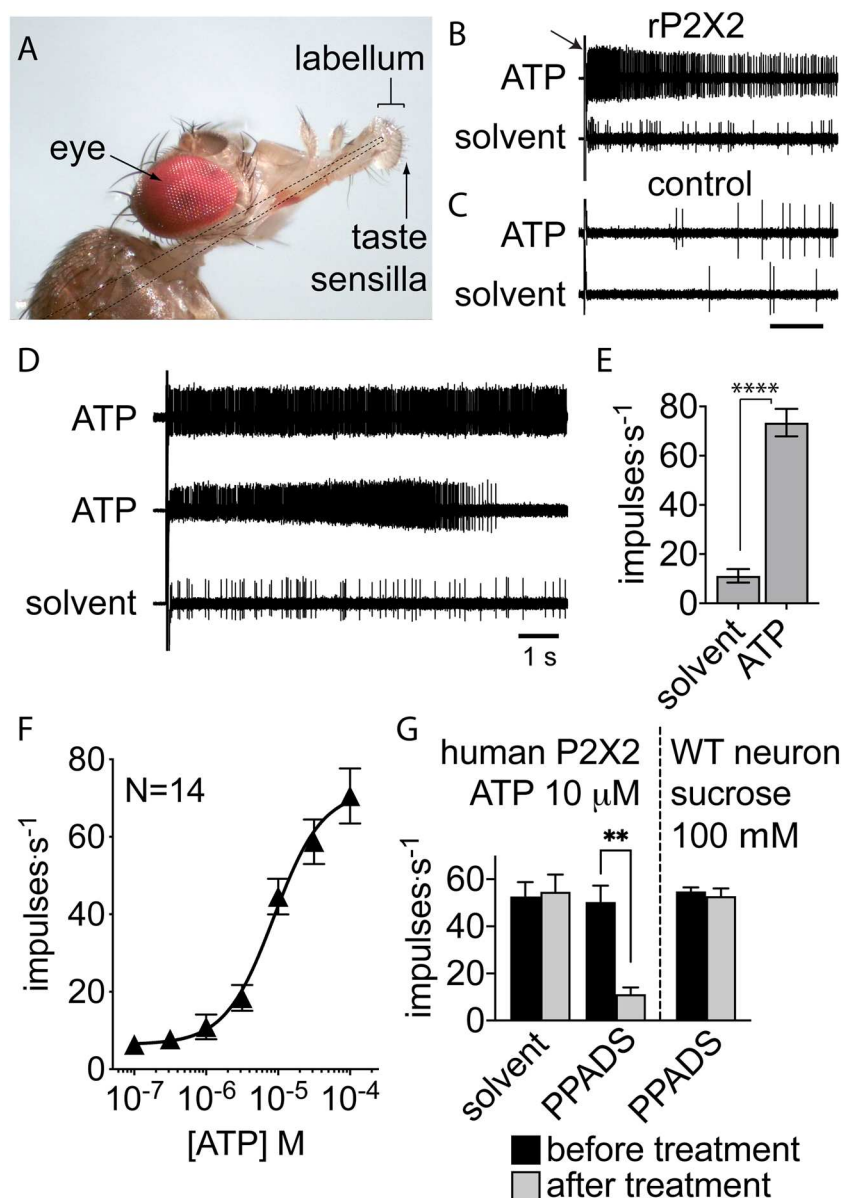 A
labellum
eye
taste
sensilla
B
rP2X2
ATP
solvent
control
C
ATP
solvent
D
ATP
ATP
solvent
1 s
E
****
80
60
40
20
0
impulses·s⁻¹
solvent
ATP
F
N=14
80
60
40
20
0
impulses·s⁻¹
10⁻⁷ 10⁻⁶ 10⁻⁵ 10⁻⁴
[ATP] M
G
human P2X2
ATP 10 μM
WT neuron
sucrose
100 mM
**
60
40
20
0
impulses·s⁻¹
solvent
PPADS
PPADS
before treatment
after treatment